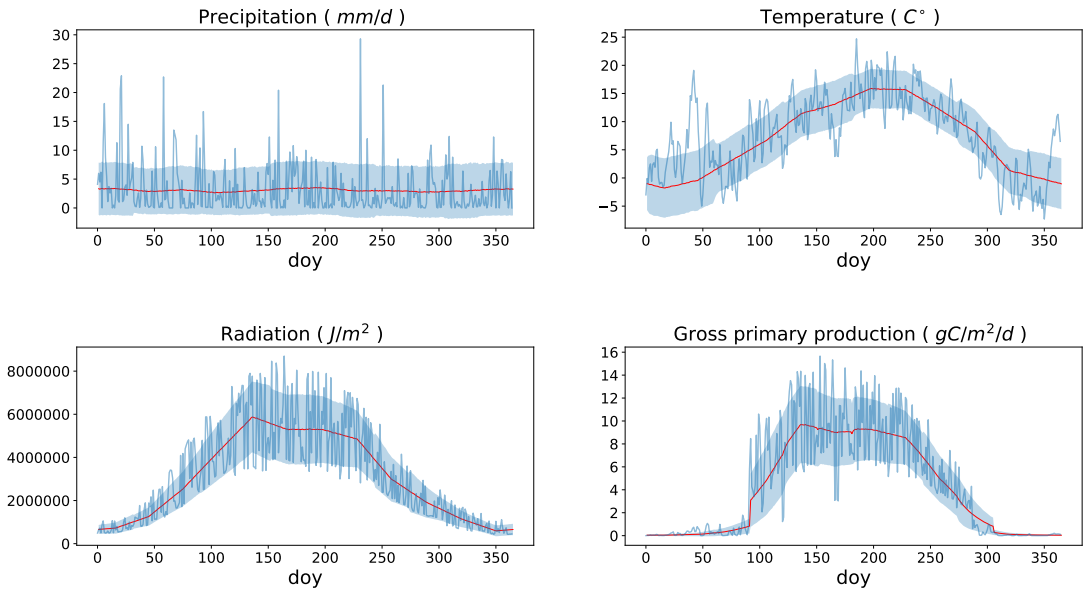 Precipitation ( mm/d )
30
25
20
15
10
5
0
0 50 100 150 200 250 300 350
doy
Temperature ( C° )
25
20
15
10
5
0
−5
0 50 100 150 200 250 300 350
doy
Radiation ( J/m² )
8000000
6000000
4000000
2000000
0
0 50 100 150 200 250 300 350
doy
Gross primary production ( gC/m²/d )
16
14
12
10
8
6
4
2
0
0 50 100 150 200 250 300 350
doy